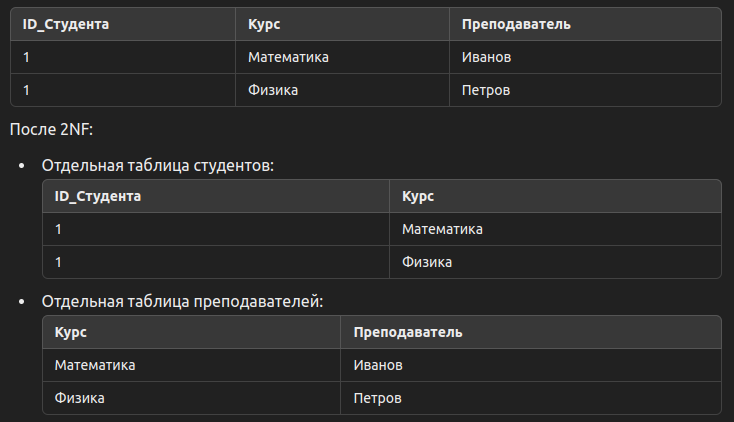 ID_Студента Курс Преподаватель
1 Математика Иванов
1 Физика Петров
После 2NF:
Отдельная таблица студентов:
ID_Студента Курс
1 Математика
1 Физика
Отдельная таблица преподавателей:
Курс Преподаватель
Математика Иванов
Физика Петров